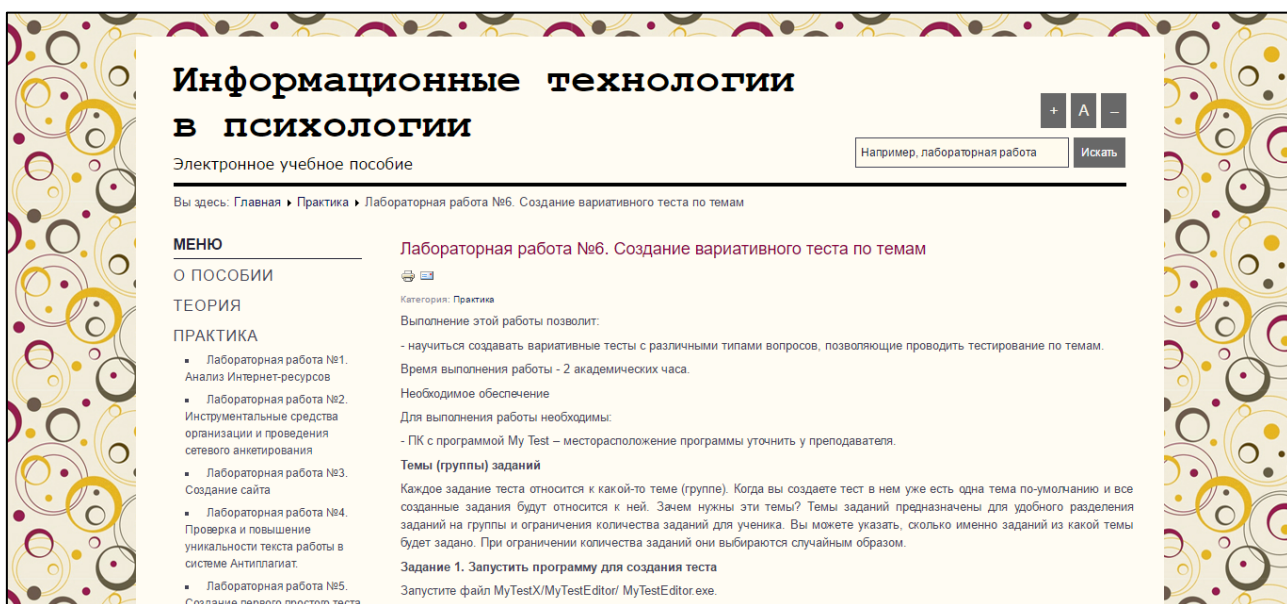 Информационные технологии
в психологии
Электронное учебное пособие
+ A –
Например, лабораторная работа
Искать
Вы здесь: Главная Практика Лабораторная работа №6. Создание вариативного теста по темам
МЕНЮ
О ПОСОБИИ
ТЕОРИЯ
ПРАКТИКА
Лабораторная работа №1.
Анализ Интернет-ресурсов
Лабораторная работа №2.
Инструментальные средства
организации и проведения
сетевого анкетирования
Лабораторная работа №3.
Создание сайта
Лабораторная работа №4.
Проверка и повышение
уникальности текста работы в
системе Антиплагиат.
Лабораторная работа №5.
Создание первого простого теста
Лабораторная работа №6. Создание вариативного теста по темам
Категория: Практика
Выполнение этой работы позволит:
- научиться создавать вариативные тесты с различными типами вопросов, позволяющие проводить тестирование по темам.
Время выполнения работы - 2 академических часа.
Необходимое обеспечение
Для выполнения работы необходимы:
- ПК с программой My Test – месторасположение программы уточнить у преподавателя.
Темы (группы) заданий
Каждое задание теста относится к какой-то теме (группе). Когда вы создаете тест в нем уже есть одна тема по-умолчанию и все
созданные задания будут относится к ней. Зачем нужны эти темы? Темы заданий предназначены для удобного разделения
заданий на группы и ограничения количества заданий для ученика. Вы можете указать, сколько именно заданий из какой темы
будет задано. При ограничении количества заданий они выбираются случайным образом.
Задание 1. Запустить программу для создания теста
Запустите файл MyTestX/MyTestEditor/ MyTestEditor.exe.